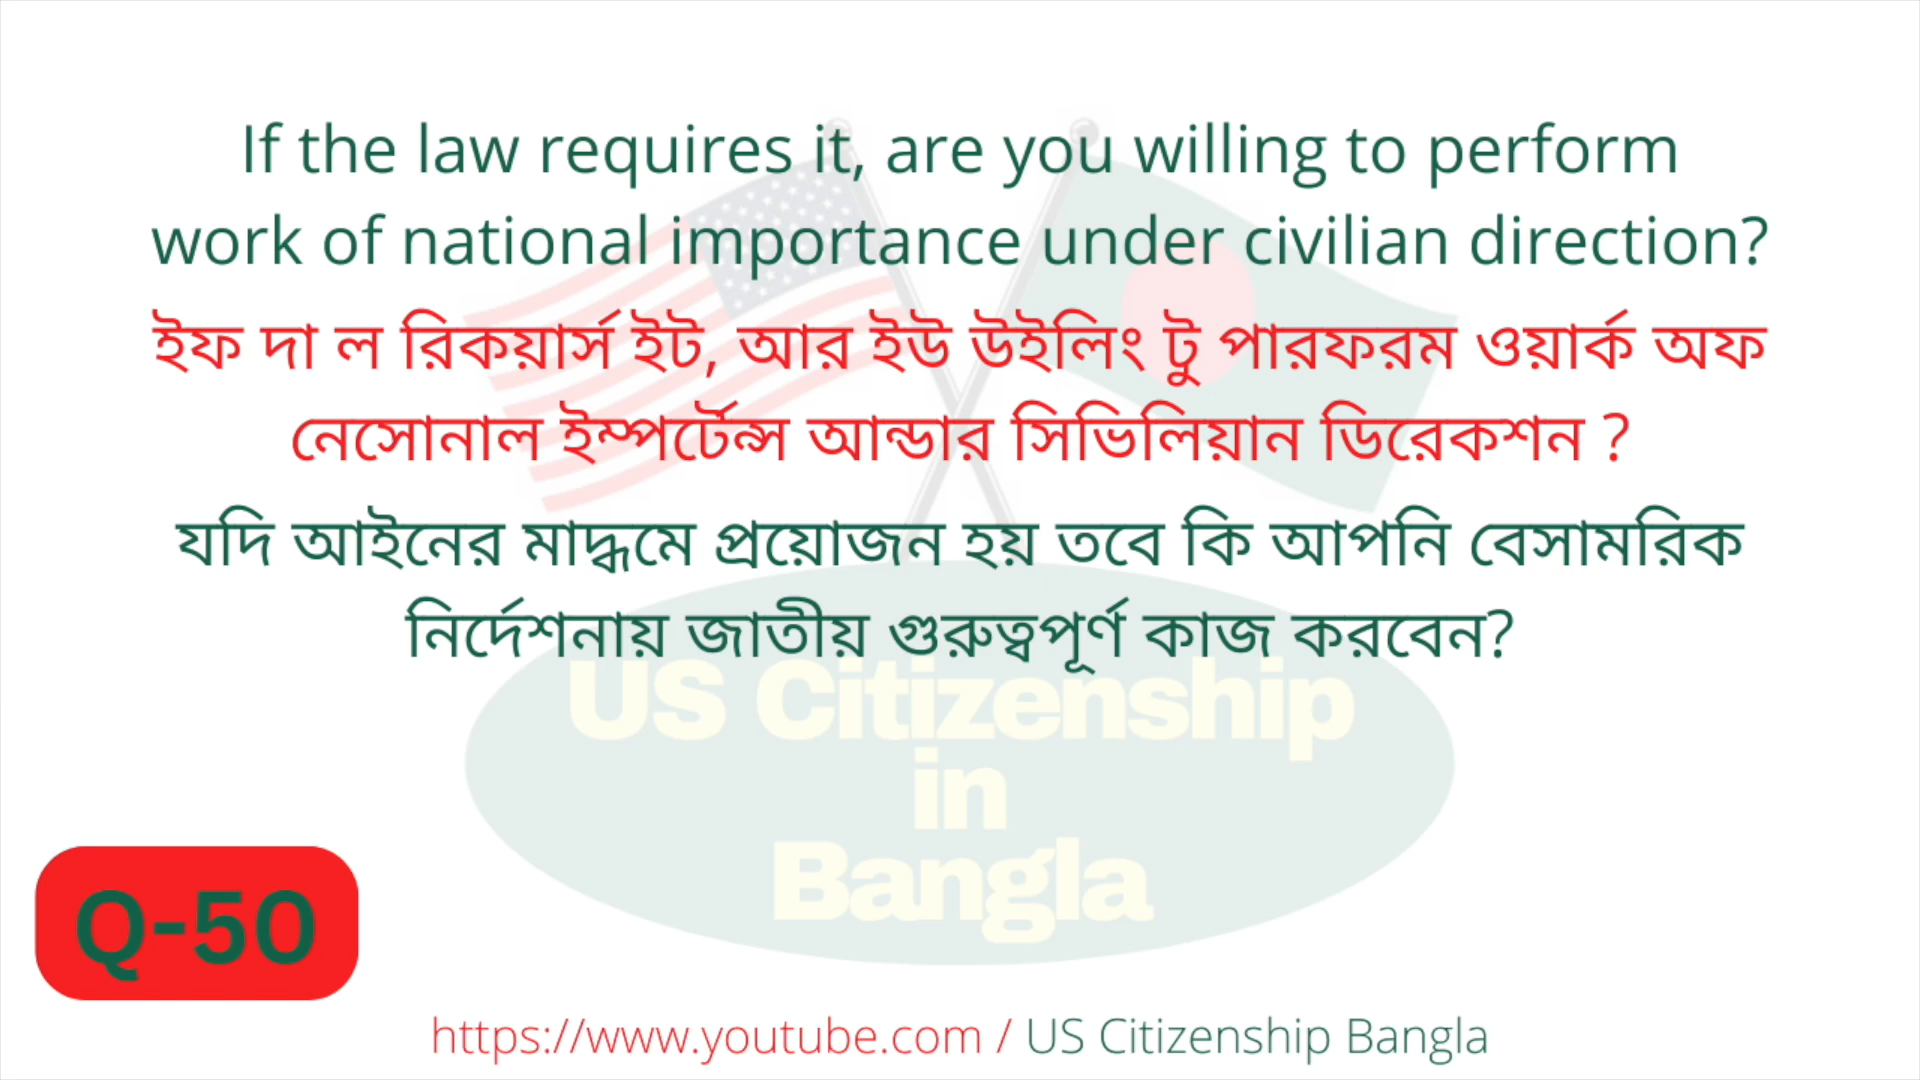 If the law requires it, are you willing to perform
work of national importance under civilian direction?
ইফ দা ল রিকয়ার্স ইট, আর ইউ উইলিং টু পারফরম ওয়ার্ক অফ
নেসোনাল ইম্পর্টেন্স আন্ডার সিভিলিয়ান ডিরেকশন ?
যদি আইনের মাদ্ধমে প্রয়োজন হয় তবে কি আপনি বেসামরিক
নির্দেশনায় জাতীয় গুরুত্বপূর্ণ কাজ করবেন?
US Citizenship
in
Bangla
Q-50
https://www.youtube.com / US Citizenship Bangla